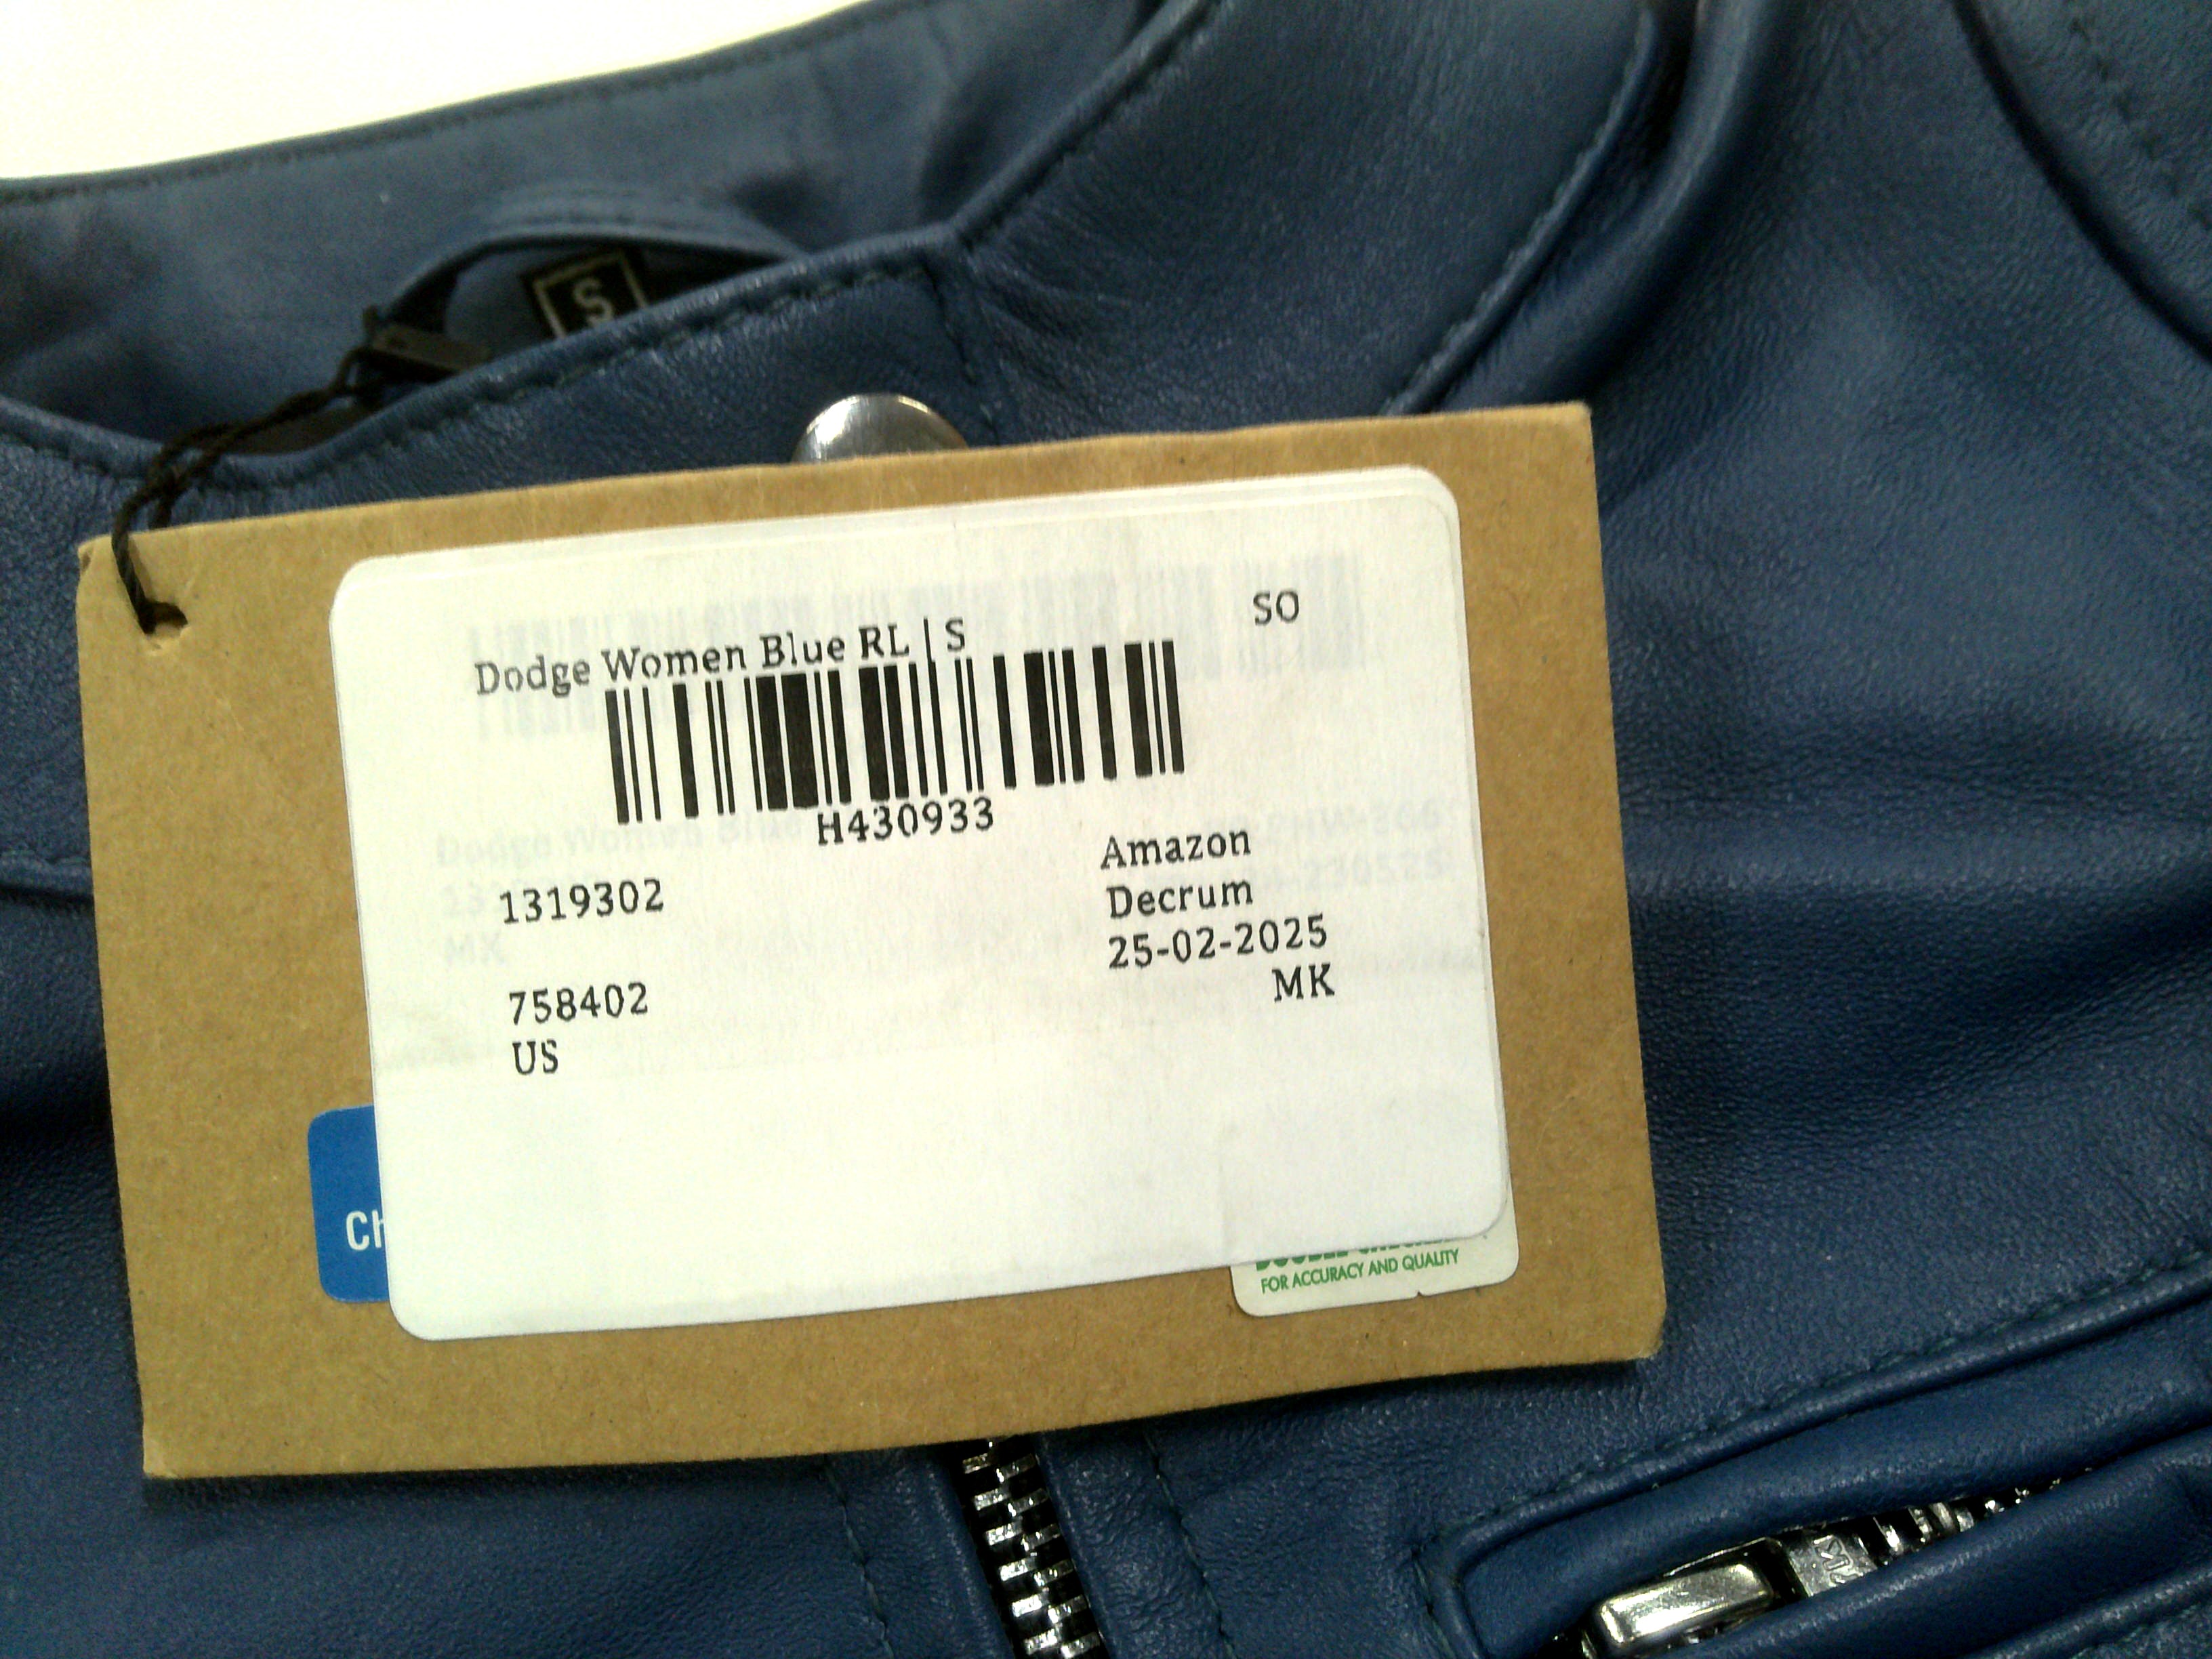 S
SO
Dodge Women Blue RL | S
H430933
Amazon
1319302
Decrum
25-02-2025
758402
MK
US
Ch
FOR ACCURACY AND QUALITY